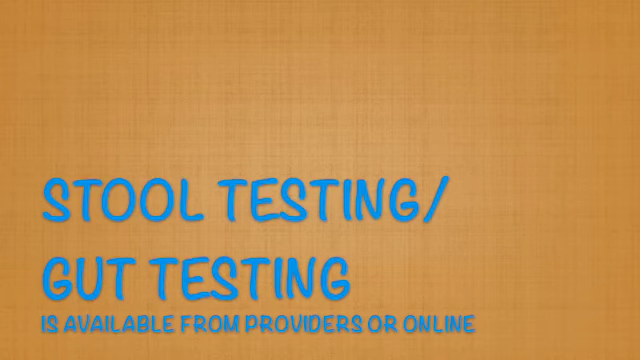 STOOL TESTING/
GUT TESTING
IS AVAILABLE FROM PROVIDERS OR ONLINE